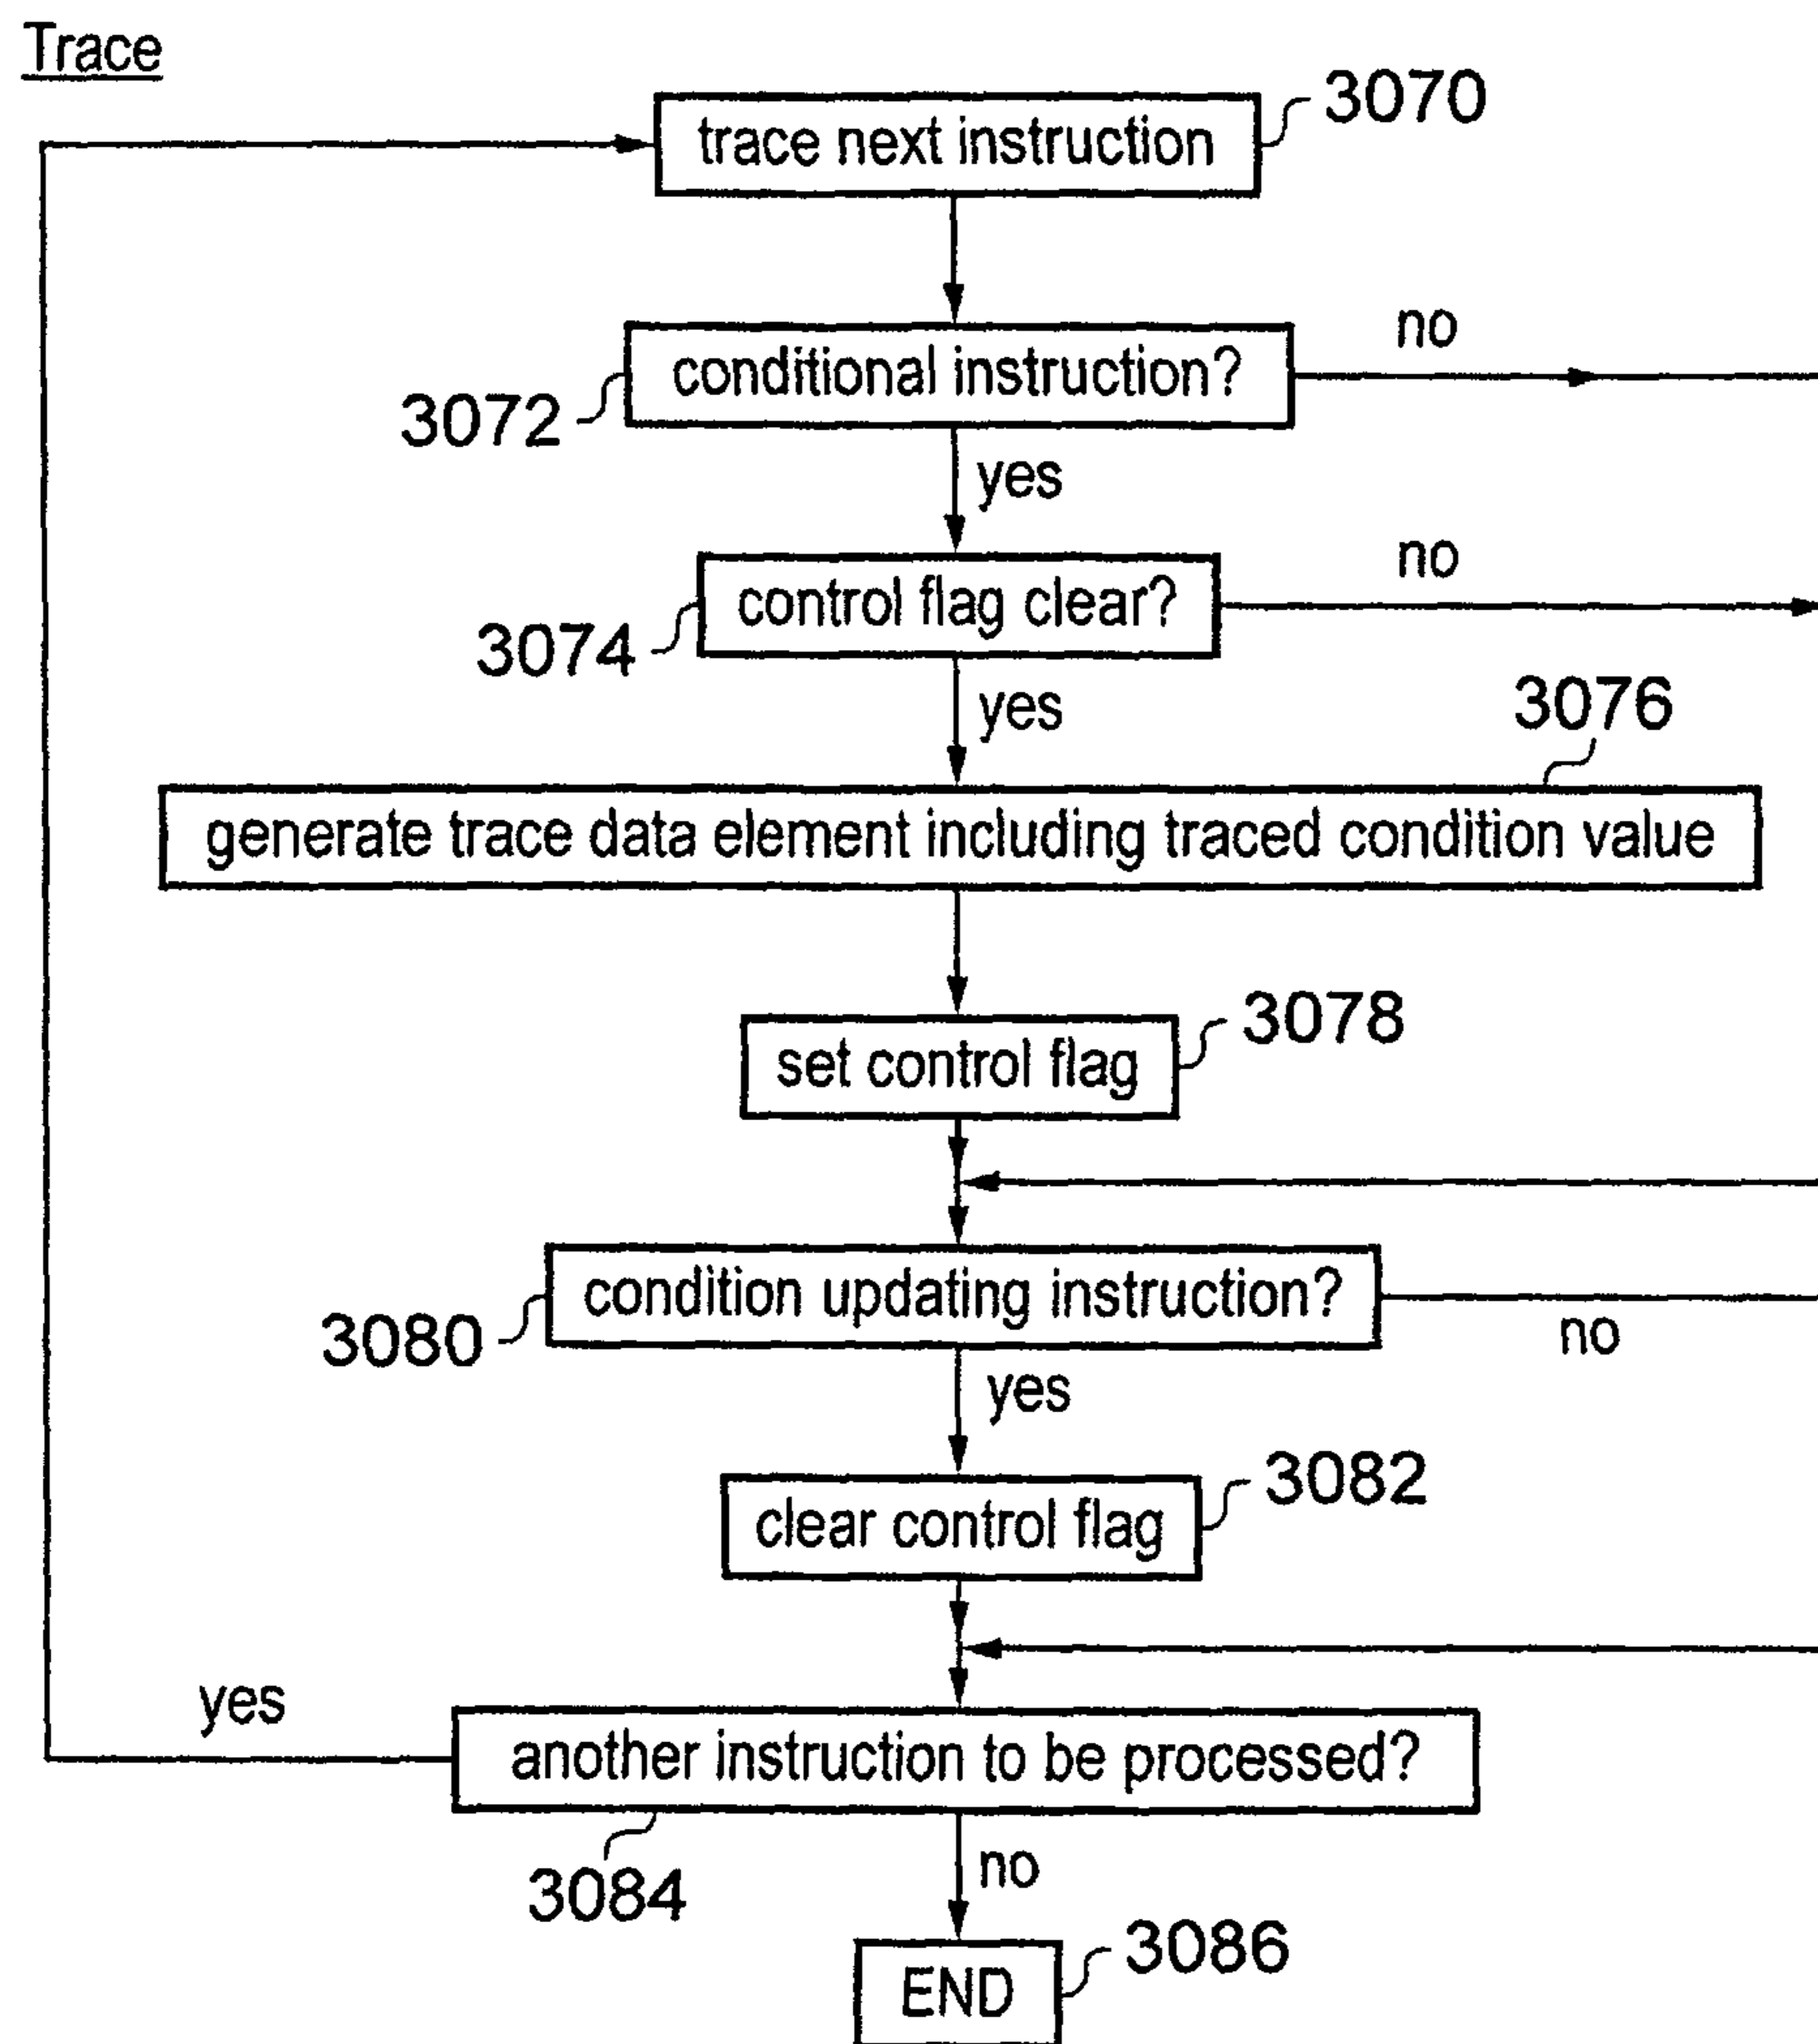 Trace
trace next instruction
3070
conditional instruction?
no
3072
yes
control flag clear?
no
3074
yes
3076
generate trace data element including traced condition value
set control flag
3078
condition updating instruction?
3080
no
yes
clear control flag
3082
yes
another instruction to be processed?
3084
no
END
3086